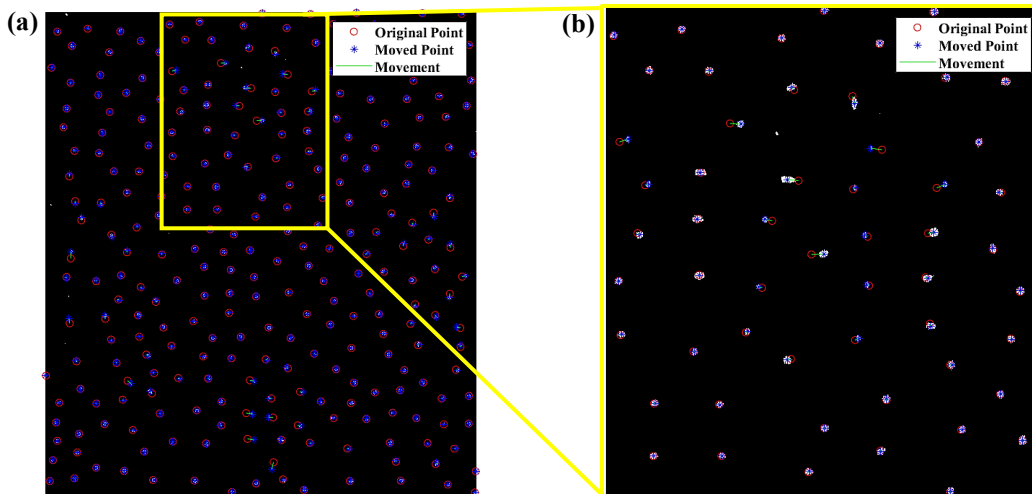 (a)
Original Point
Moved Point
Movement
(b)
Original Point
Moved Point
Movement